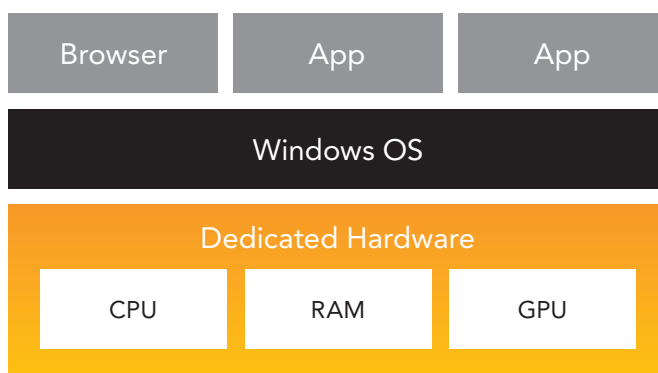 Browser App App
Windows OS
Dedicated Hardware
CPU RAM GPU